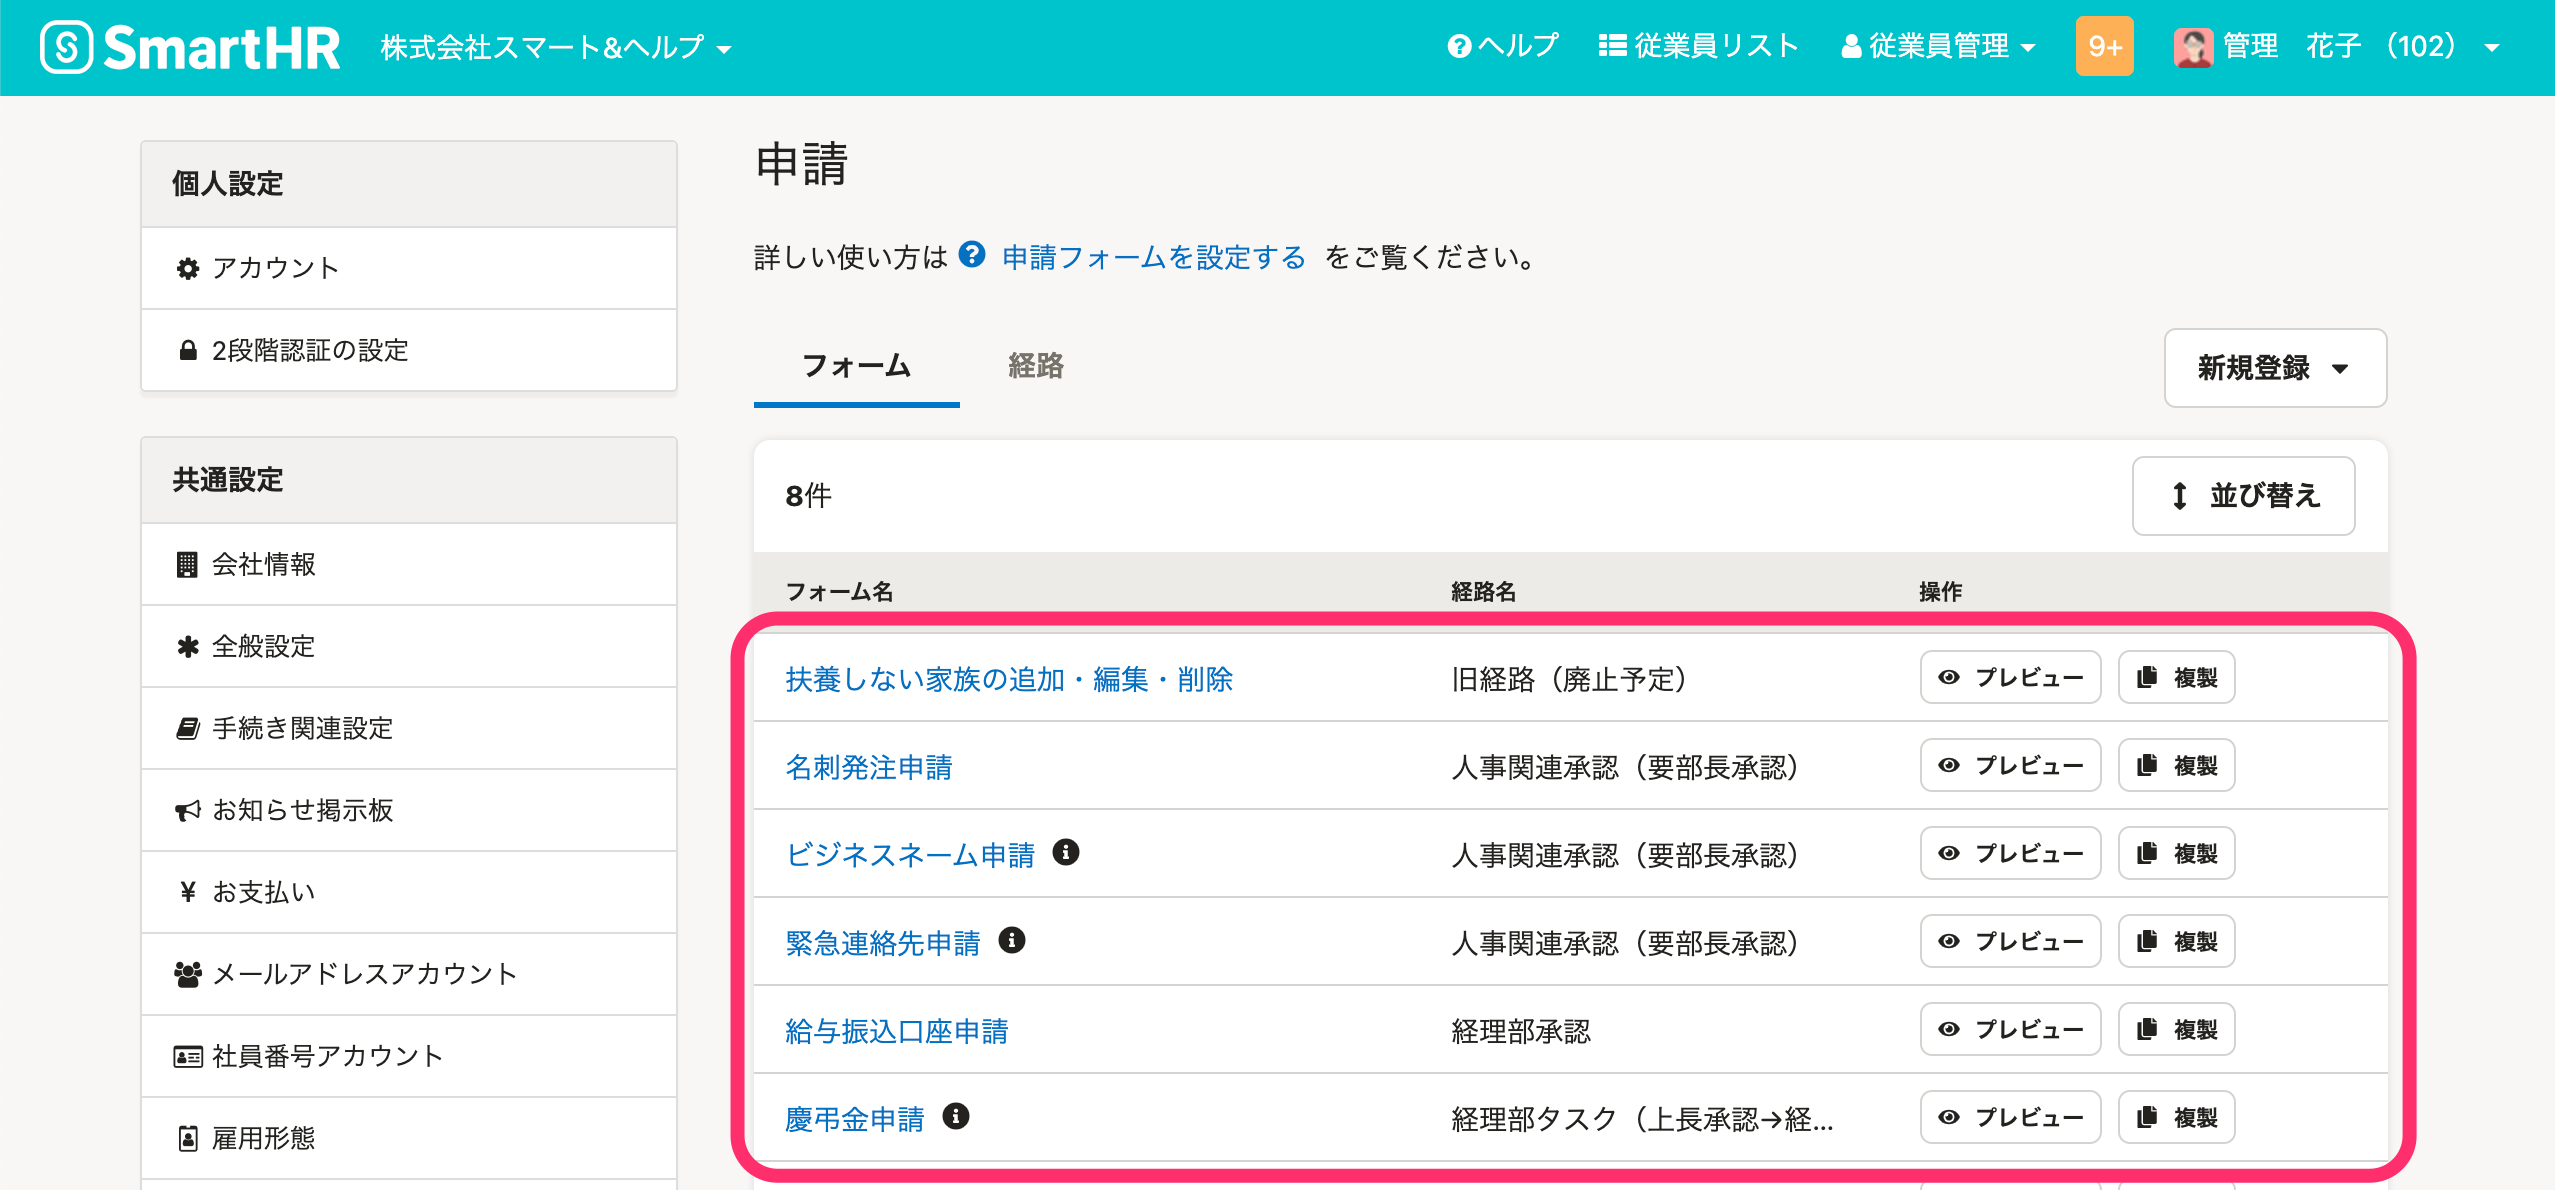 SmartHR 株式会社スマート&ヘルプ ヘルプ 従業員リスト 従業員管理 9+ 管理 花子 （102）
個人設定
アカウント
2段階認証の設定
共通設定
会社情報
全般設定
手続き関連設定
お知らせ掲示板
¥ お支払い
メールアドレスアカウント
社員番号アカウント
雇用形態
申請
詳しい使い方は 申請フォームを設定する をご覧ください。
フォーム 経路 新規登録
8件 並び替え
フォーム名 経路名 操作
扶養しない家族の追加・編集・削除 旧経路（廃止予定） プレビュー 複製
名刺発注申請 人事関連承認（要部長承認） プレビュー 複製
ビジネスネーム申請 人事関連承認（要部長承認） プレビュー 複製
緊急連絡先申請 人事関連承認（要部長承認） プレビュー 複製
給与振込口座申請 経理部承認 プレビュー 複製
慶弔金申請 経理部タスク（上長承認→経... プレビュー 複製